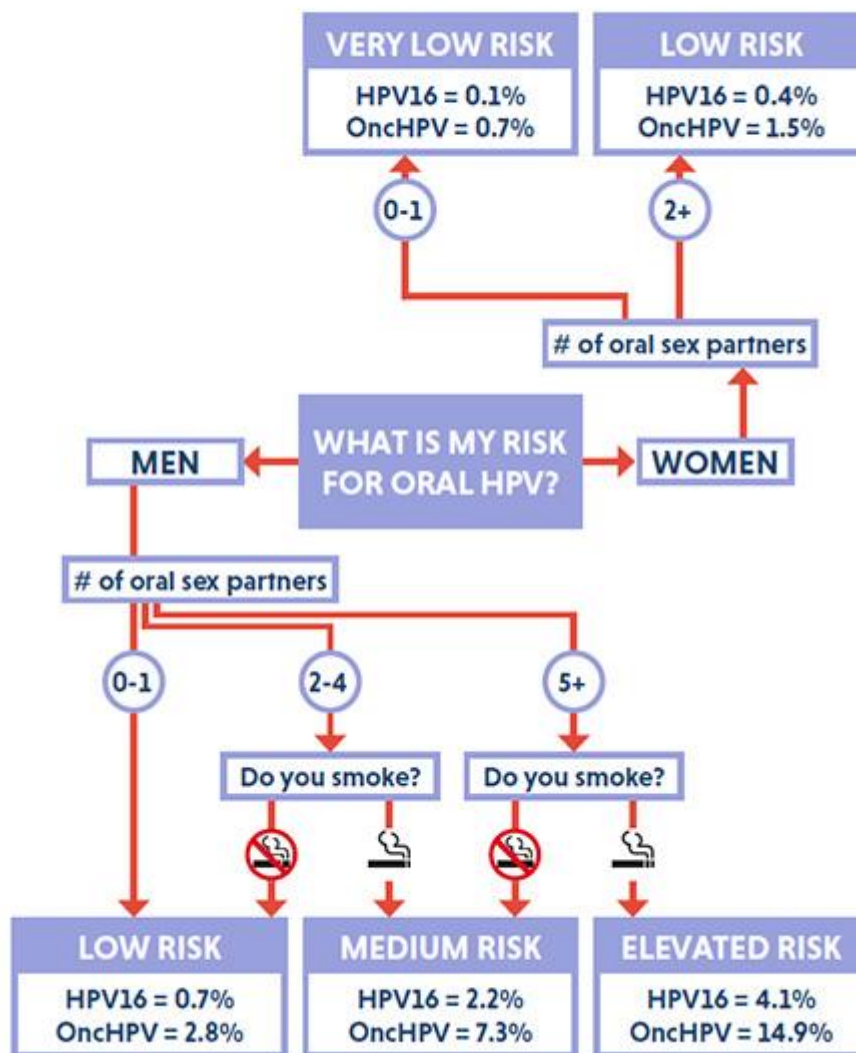 VERY LOW RISK
HPV16 = 0.1%
OncHPV = 0.7%
LOW RISK
HPV16 = 0.4%
OncHPV = 1.5%
0-1
2+
# of oral sex partners
WHAT IS MY RISK
FOR ORAL HPV?
MEN
WOMEN
# of oral sex partners
0-1
2-4
5+
Do you smoke?
Do you smoke?
LOW RISK
HPV16 = 0.7%
OncHPV = 2.8%
MEDIUM RISK
HPV16 = 2.2%
OncHPV = 7.3%
ELEVATED RISK
HPV16 = 4.1%
OncHPV = 14.9%